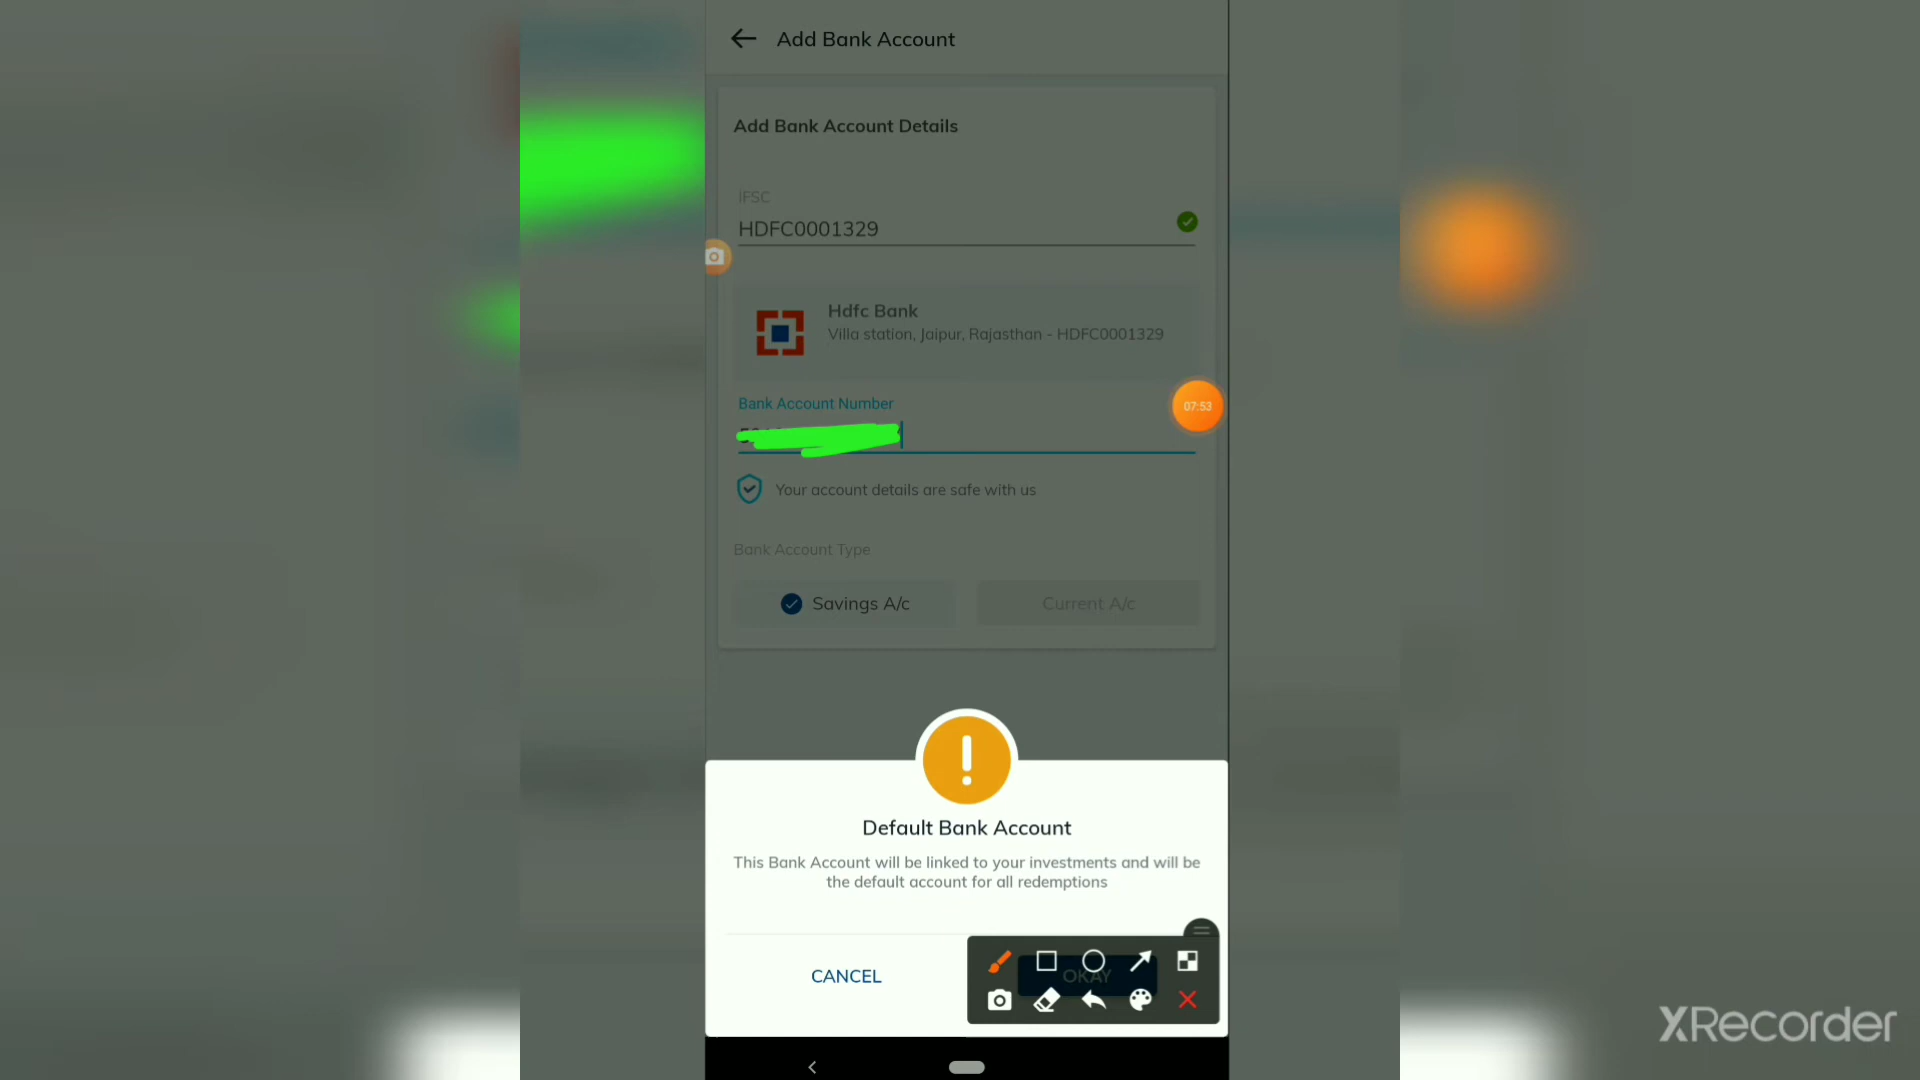 Add Bank Account
Add Bank Account Details
IFSC
HDFC0001329
Hdfc Bank
Villa station, Jaipur, Rajasthan - HDFC0001329
Bank Account Number
07:53
Your account details are safe with us
Bank Account Type
Savings A/c
Current A/c
Default Bank Account
This Bank Account will be linked to your investments and will be
the default account for all redemptions
CANCEL
OKAY
XRecorder